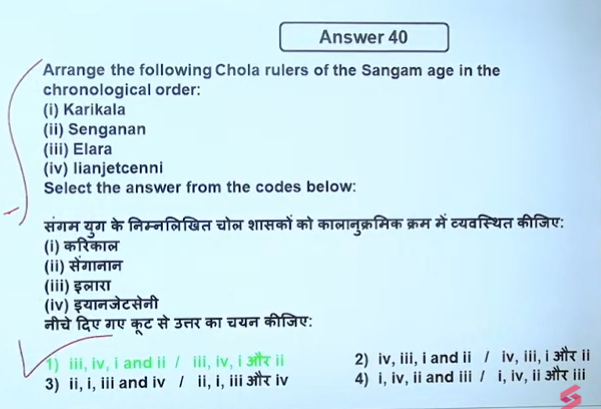 Answer 40
Arrange the following Chola rulers of the Sangam age in the
chronological order:
(i) Karikala
(ii) Senganan
(iii) Elara
(iv) Iianjetcenni
Select the answer from the codes below:
संगम युग के निम्नलिखित चोल शासकों को कालानुक्रमिक क्रम में व्यवस्थित कीजिए:
(i) करिकाल
(ii) सेंगानान
(iii) इलारा
(iv) इयानजेटसेनी
नीचे दिए गए कूट से उत्तर का चयन कीजिए:
1) iii, iv, i and ii / iii, iv, i और ii 2) iv, iii, i and ii / iv, iii, i और ii
3) ii, i, iii and iv / ii, i, iii और iv 4) i, iv, ii and iii / i, iv, ii और iii